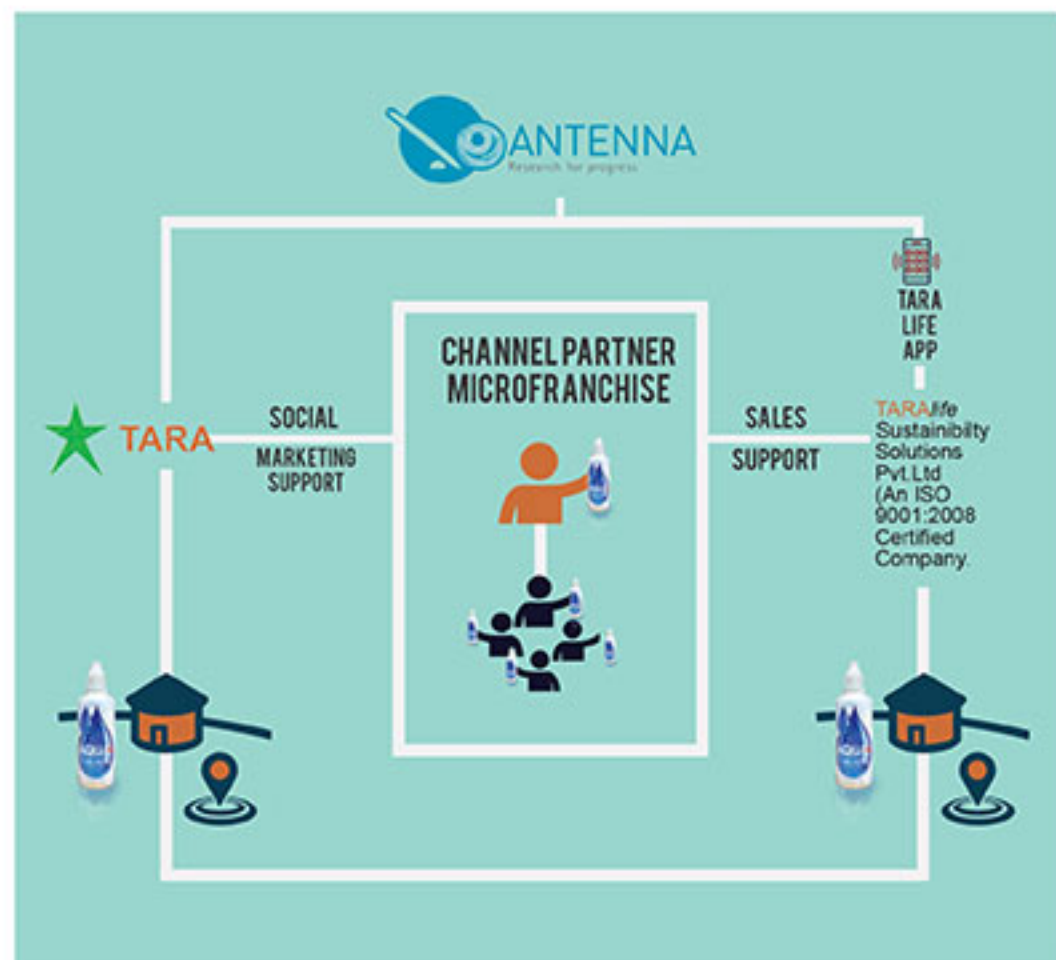 ANTENNA
Research for progress
TARA
LIFE
APP
CHANNEL PARTNER
MICROFRANCHISE
TARA
SOCIAL
MARKETING
SUPPORT
SALES
SUPPORT
TARAlife
Sustainibilty
Solutions
Pvt.Ltd
(An ISO
9001:2008
Certified
Company.